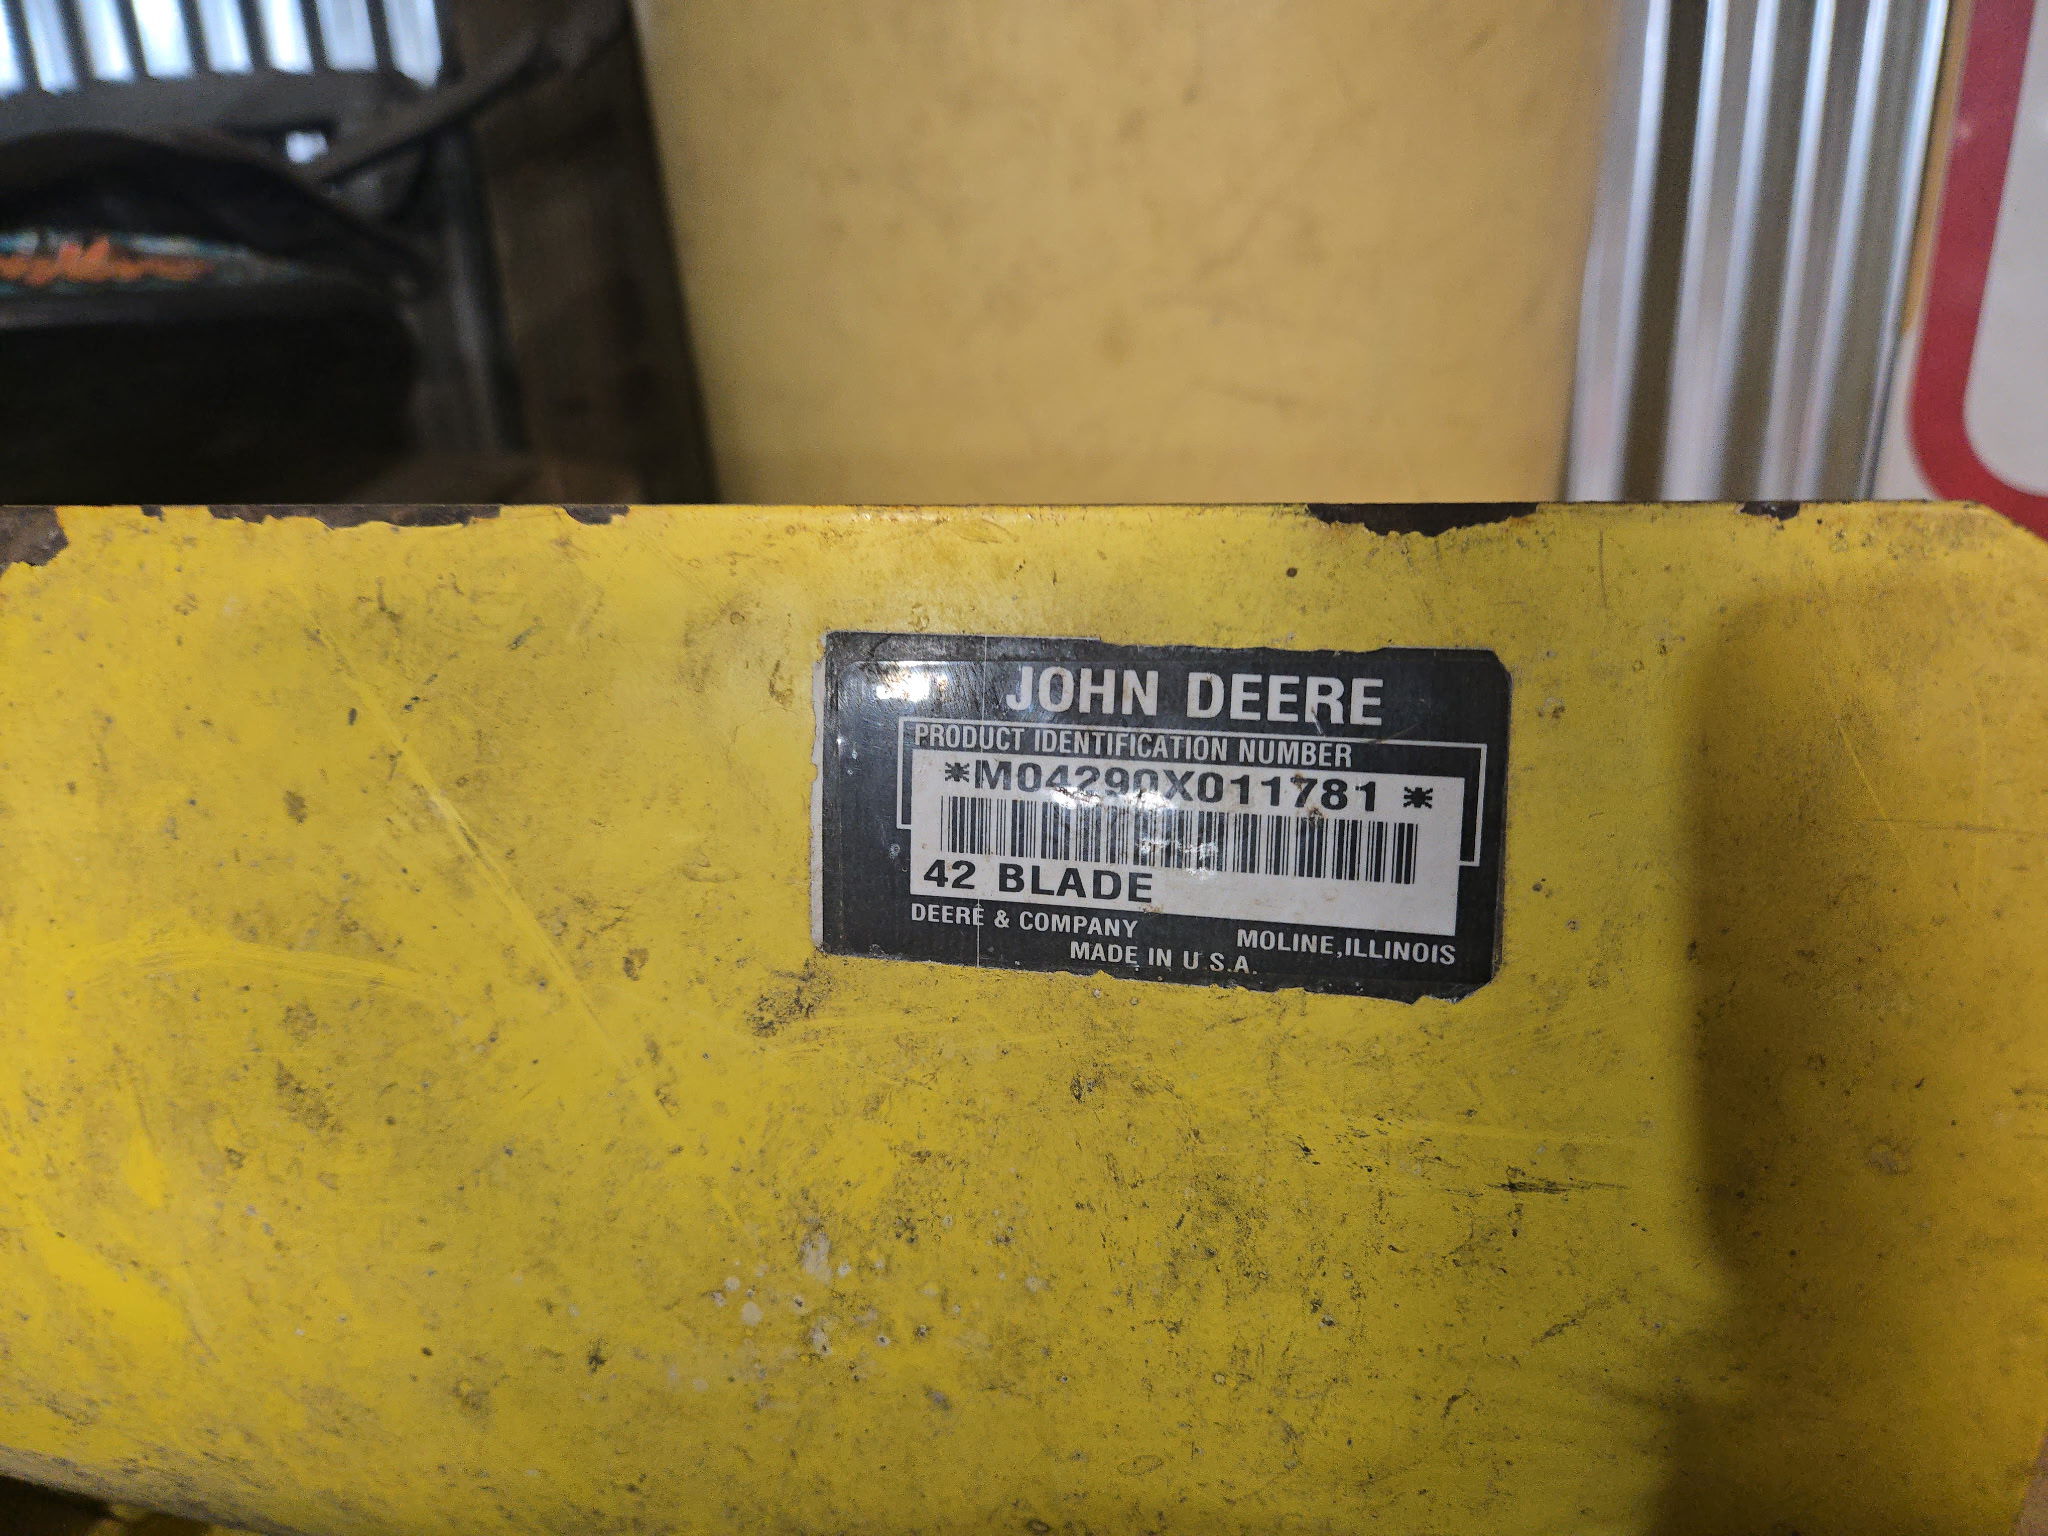 JOHN DEERE
PRODUCT IDENTIFICATION NUMBER
*M04290X011781 *
42 BLADE
DEERE & COMPANY MOLINE,ILLINOIS
MADE IN U.S.A.